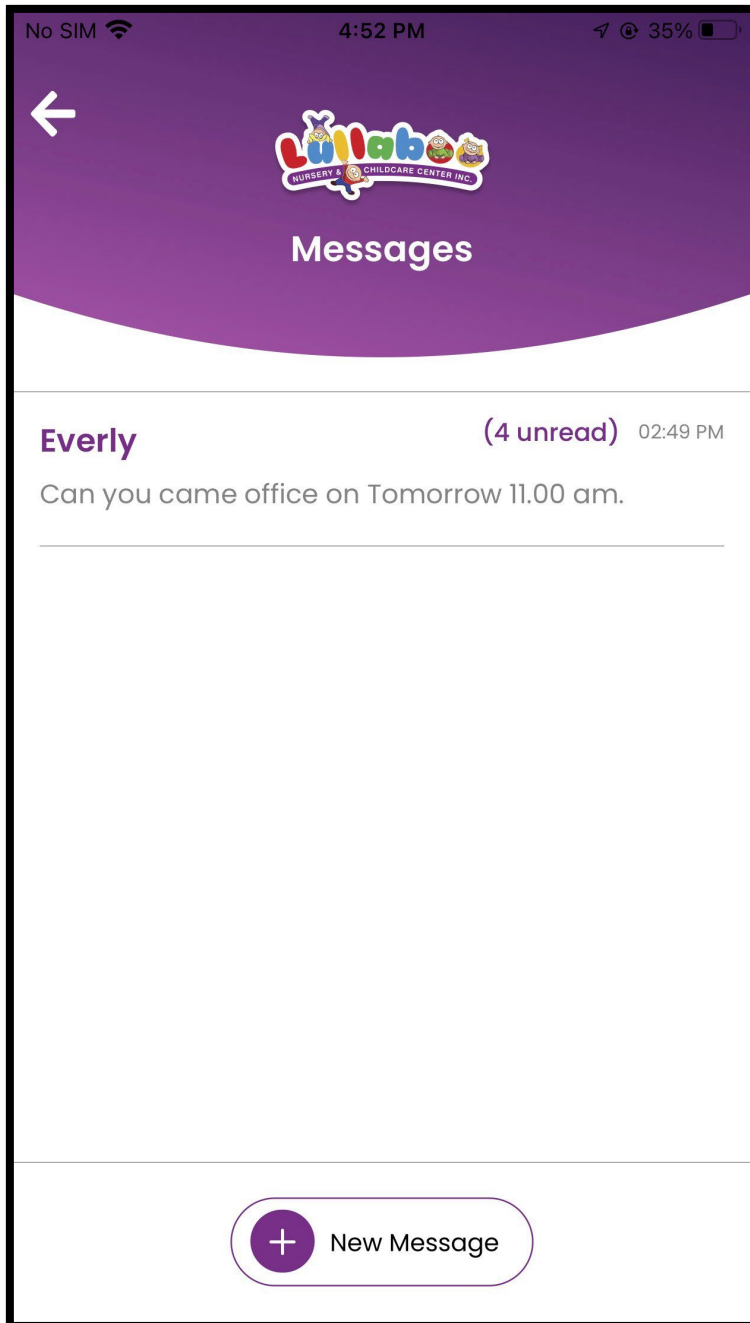 No SIM 4:52 PM 35%
Lullaboo
NURSERY & CHILDCARE CENTER INC.
Messages
Everly (4 unread) 02:49 PM
Can you came office on Tomorrow 11.00 am.
New Message